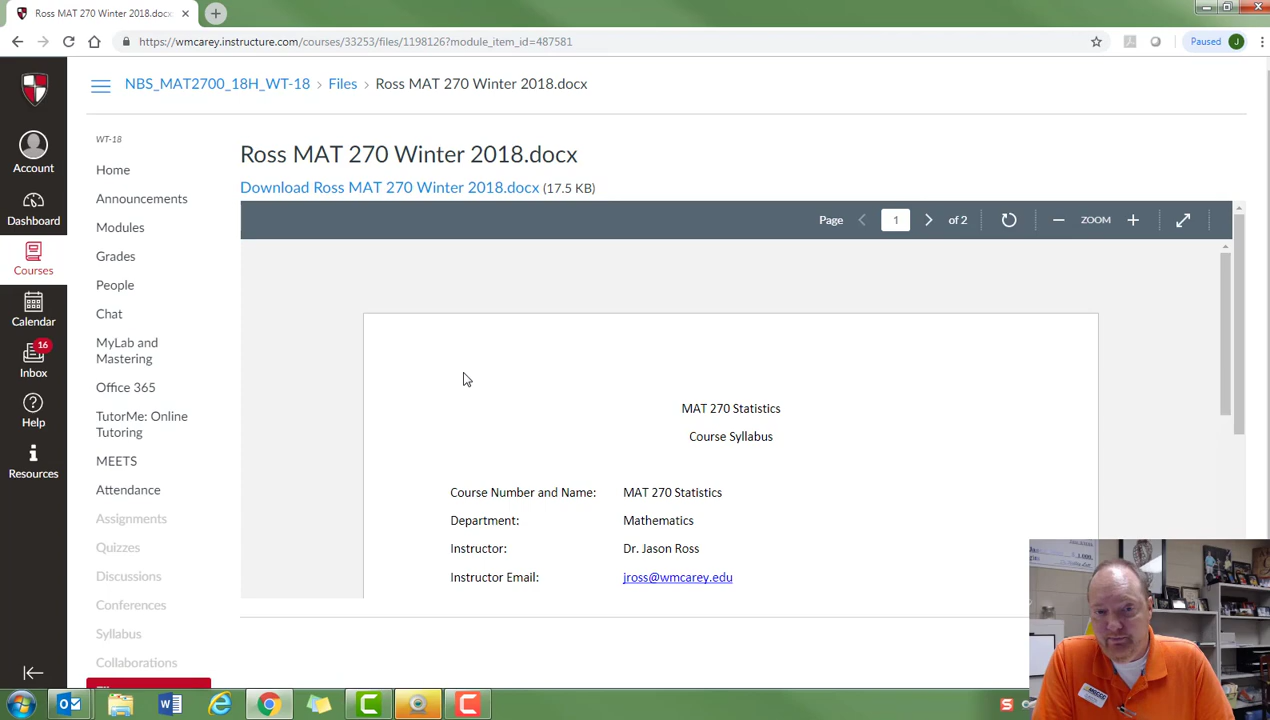 Ross MAT 270 Winter 2018.docx
https://wmcarey.instructure.com/courses/33253/files/1198126?module_item_id=487581
Paused
J
NBS_MAT2700_18H_WT-18 > Files > Ross MAT 270 Winter 2018.docx
Account
Dashboard
Courses
Calendar
16
Inbox
Help
Resources
WT-18
Home
Announcements
Modules
Grades
People
Chat
MyLab and
Mastering
Office 365
TutorMe: Online
Tutoring
MEETS
Attendance
Assignments
Quizzes
Discussions
Conferences
Syllabus
Collaborations
Ross MAT 270 Winter 2018.docx
Download Ross MAT 270 Winter 2018.docx (17.5 KB)
Page 1 of 2 ZOOM
MAT 270 Statistics
Course Syllabus
Course Number and Name: MAT 270 Statistics
Department: Mathematics
Instructor: Dr. Jason Ross
Instructor Email: jross@wmcarey.edu